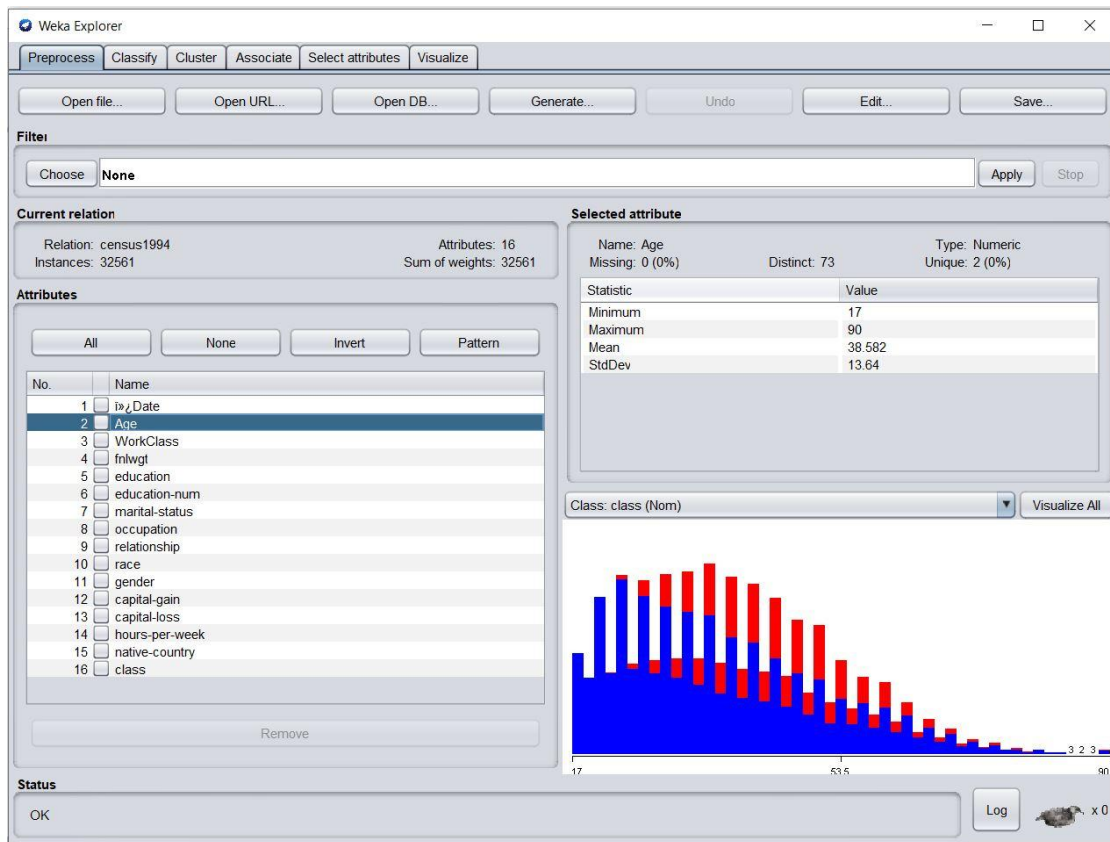 Weka Explorer
Preprocess Classify Cluster Associate Select attributes Visualize
Open file... Open URL... Open DB... Generate... Undo Edit... Save...
Filter
Choose None Apply Stop
Current relation
Relation: census1994 Attributes: 16
Instances: 32561 Sum of weights: 32561
Attributes
All None Invert Pattern
No. Name
1 ï»¿Date
2 Age
3 WorkClass
4 fnlwgt
5 education
6 education-num
7 marital-status
8 occupation
9 relationship
10 race
11 gender
12 capital-gain
13 capital-loss
14 hours-per-week
15 native-country
16 class
Remove
Selected attribute
Name: Age Type: Numeric
Missing: 0 (0%) Distinct: 73 Unique: 2 (0%)
Statistic Value
Minimum 17
Maximum 90
Mean 38.582
StdDev 13.64
Class: class (Nom) Visualize All
3 2 3
17 53.5 90
Status
OK Log x 0